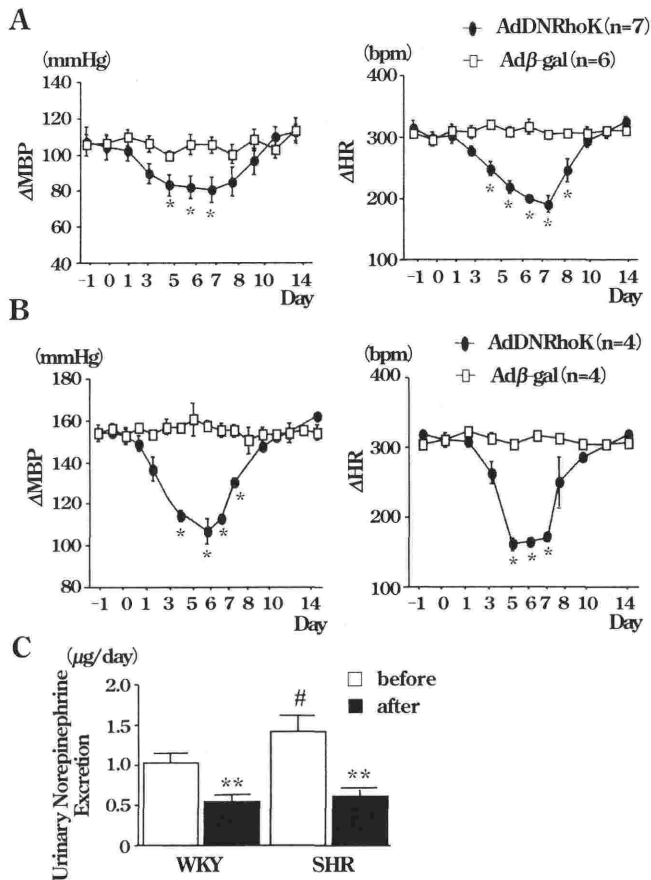 A
(mmHg)
120
100
80
60
40
ΔMBP
* * *
-1 0 1 3 5 6 7 8 10 14
Day
AdDNRhoK(n=7)
Adβ-gal(n=6)
(bpm)
300
200
100
ΔHR
* * * * *
-1 0 1 3 5 6 7 8 10 14
Day
B
(mmHg)
180
160
140
120
100
80
ΔMBP
* * * *
-1 0 1 3 5 6 7 8 10 14
Day
AdDNRhoK(n=4)
Adβ-gal(n=4)
(bpm)
400
300
200
100
ΔHR
* * *
-1 0 1 3 5 6 7 8 10 14
Day
C
(μg/day)
Urinary Norepinephrine
Excretion
2.0
1.5
1.0
0.5
0
before
after
#
** **
WKY SHR